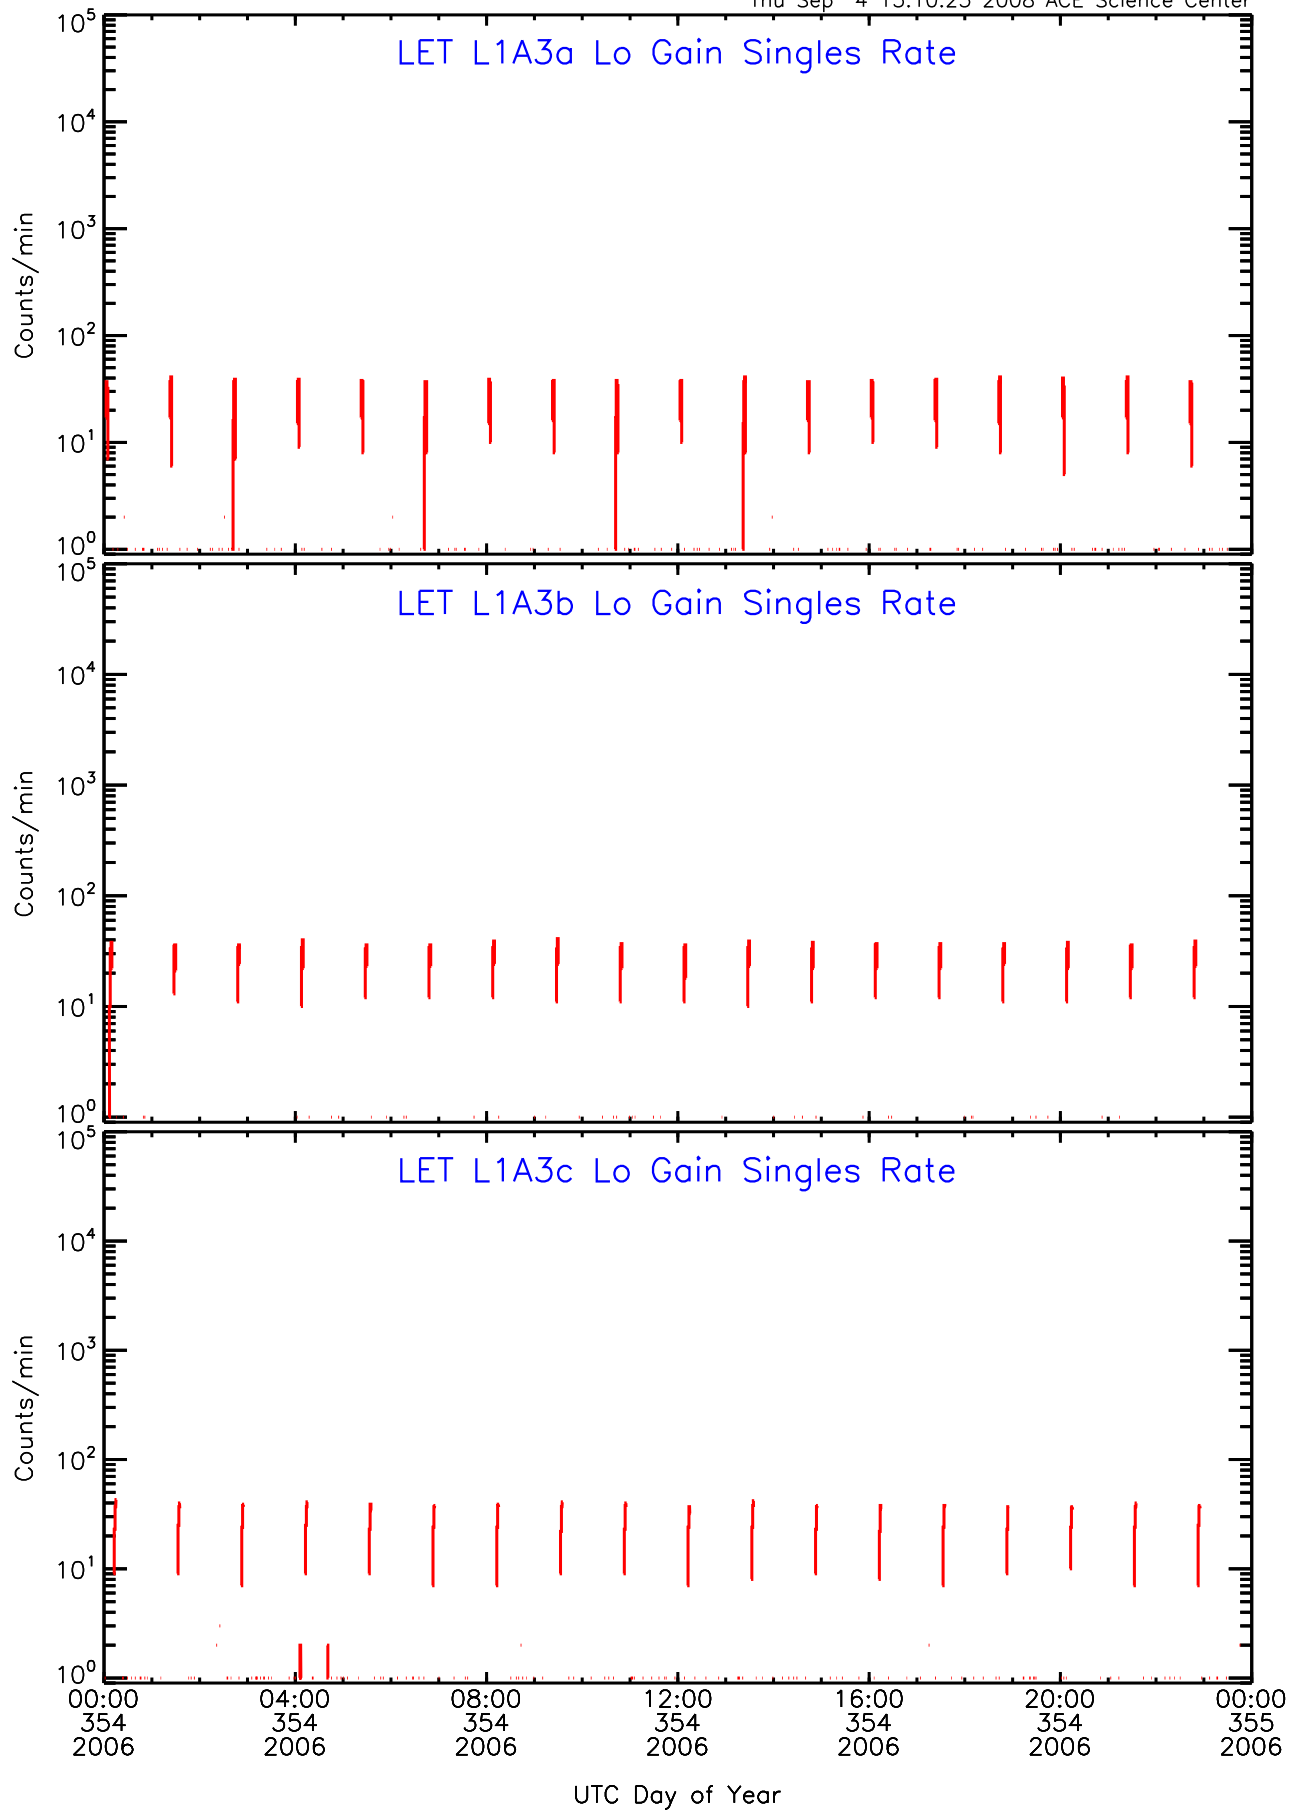 LET L1A3a Lo Gain Singles Rate
Counts/min
10^5
10^4
10^3
10^2
10^1
10^0
LET L1A3b Lo Gain Singles Rate
Counts/min
10^5
10^4
10^3
10^2
10^1
10^0
LET L1A3c Lo Gain Singles Rate
Counts/min
10^5
10^4
10^3
10^2
10^1
10^0
00:00 04:00 08:00 12:00 16:00 20:00 00:00
354 354 354 354 354 354 355
2006 2006 2006 2006 2006 2006 2006
UTC Day of Year